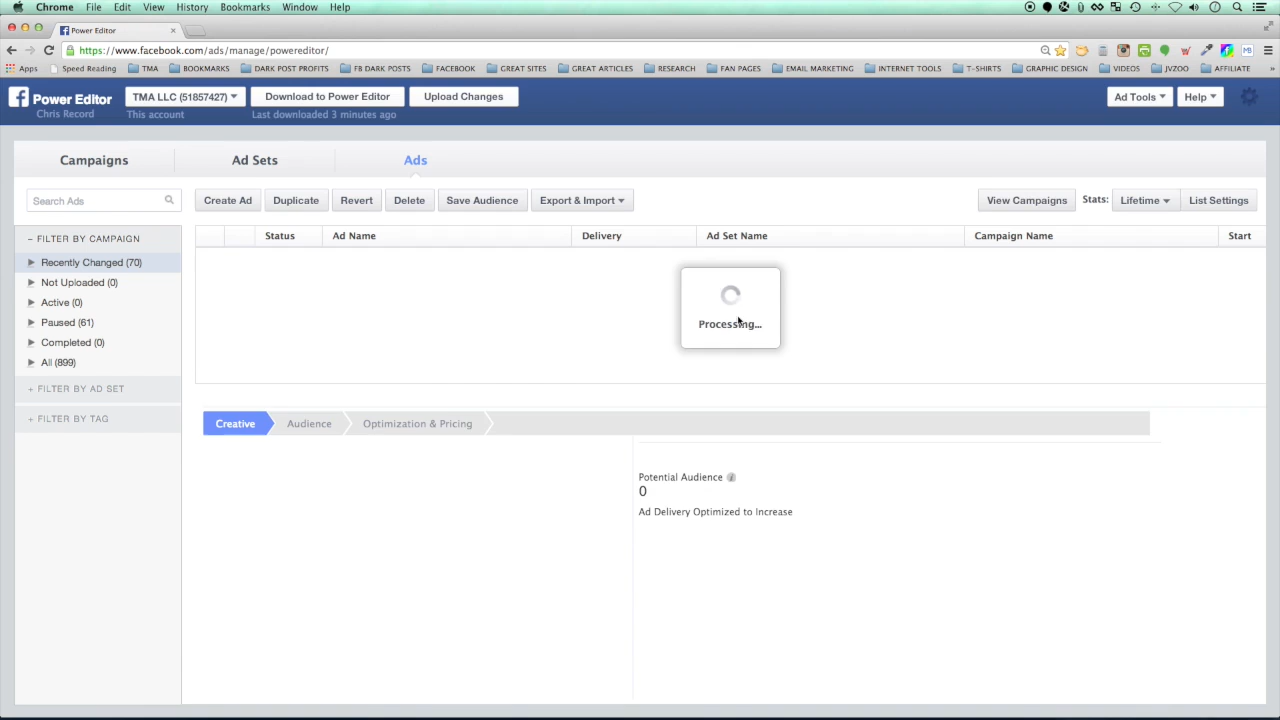 Chrome File Edit View History Bookmarks Window Help
Power Editor
https://www.facebook.com/ads/manage/powereditor/
Apps Speed Reading TMA BOOKMARKS DARK POST PROFITS FB DARK POSTS FACEBOOK GREAT SITES GREAT ARTICLES RESEARCH FAN PAGES EMAIL MARKETING INTERNET TOOLS T-SHIRTS GRAPHIC DESIGN VIDEOS JVZOO AFFILIATE »
Power Editor TMA LLC (51857427) Download to Power Editor Upload Changes Ad Tools Help
Chris Record This account Last downloaded 3 minutes ago
Campaigns Ad Sets Ads
Search Ads Create Ad Duplicate Revert Delete Save Audience Export & Import View Campaigns Stats: Lifetime List Settings
– FILTER BY CAMPAIGN Status Ad Name Delivery Ad Set Name Campaign Name Start
Recently Changed (70)
Not Uploaded (0)
Active (0)
Paused (61) Processing...
Completed (0)
All (899)
+ FILTER BY AD SET
+ FILTER BY TAG
Creative Audience Optimization & Pricing
Potential Audience i
0
Ad Delivery Optimized to Increase